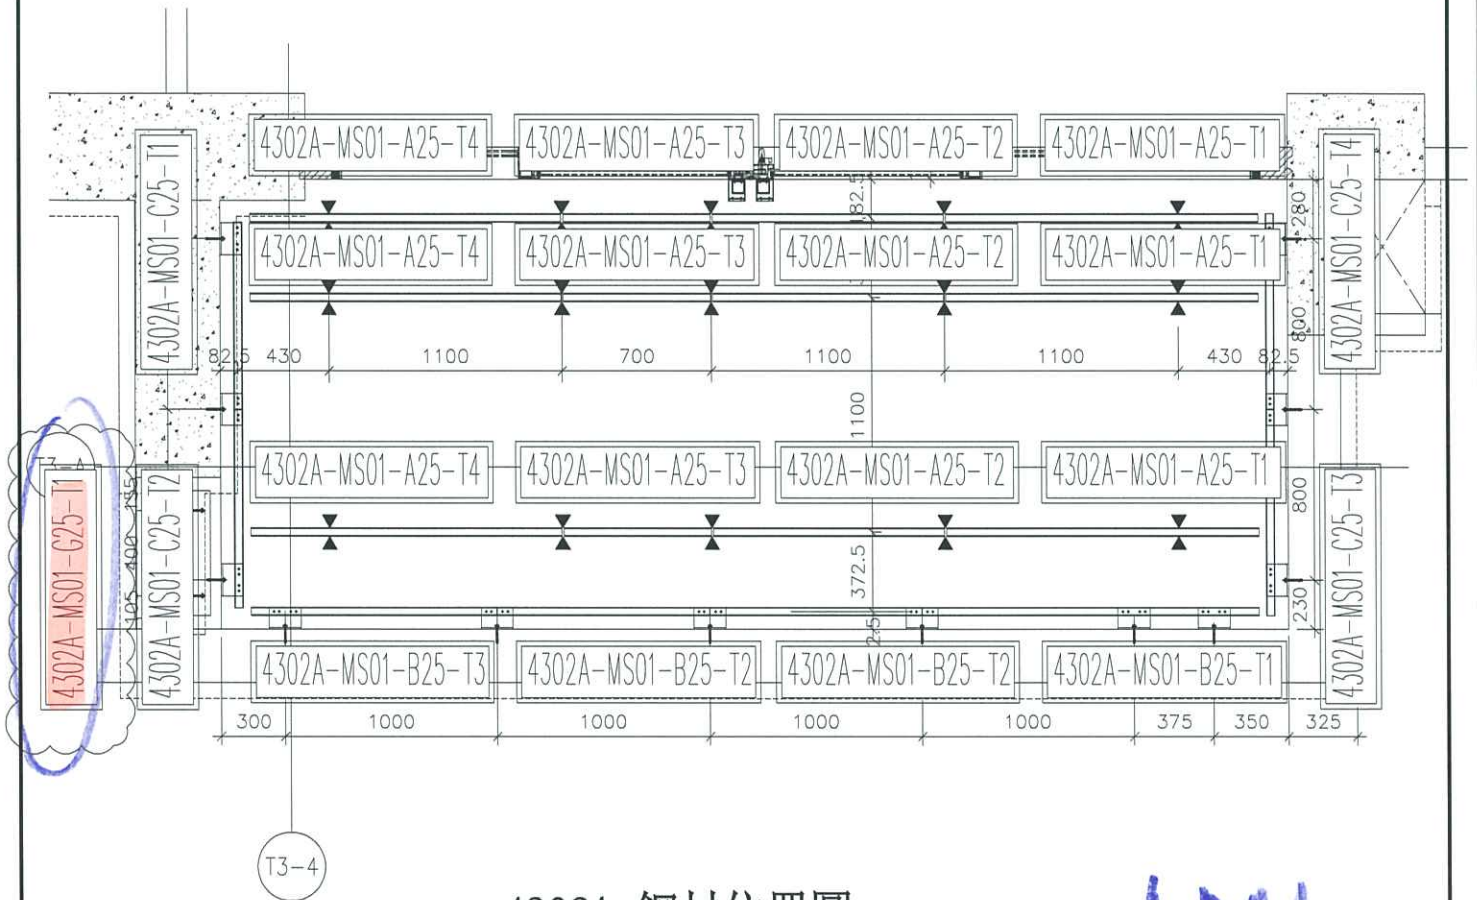 4302A-MS01-A25-T4 4302A-MS01-A25-T3 4302A-MS01-A25-T2 4302A-MS01-A25-T1
4302A-MS01-C25-T1
4302A-MS01-C25-T4
280
4302A-MS01-A25-T4 4302A-MS01-A25-T3 4302A-MS01-A25-T2 4302A-MS01-A25-T1
800
82.5 430 1100 700 1100 1100 430 82.5
1100
T3-A
4302A-MS01-A25-T4 4302A-MS01-A25-T3 4302A-MS01-A25-T2 4302A-MS01-A25-T1
4302A-MS01-G25-T1
105 400
4302A-MS01-C25-T2
800
4302A-MS01-C25-T3
372.5
230
4302A-MS01-B25-T3 4302A-MS01-B25-T2 4302A-MS01-B25-T2 4302A-MS01-B25-T1
300 1000 1000 1000 1000 375 350 325
T3-4